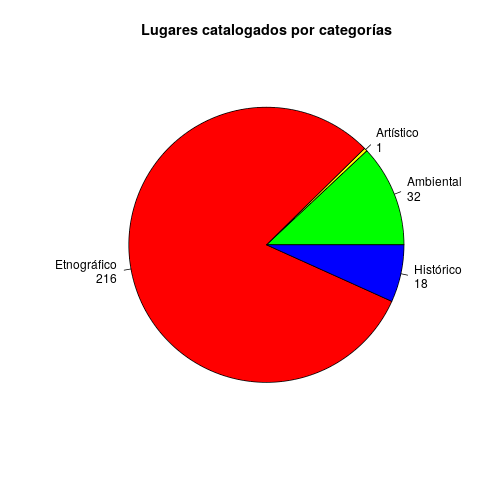 Lugares catalogados por categorías
Artístico
1
Ambiental
32
Etnográfico
216
Histórico
18